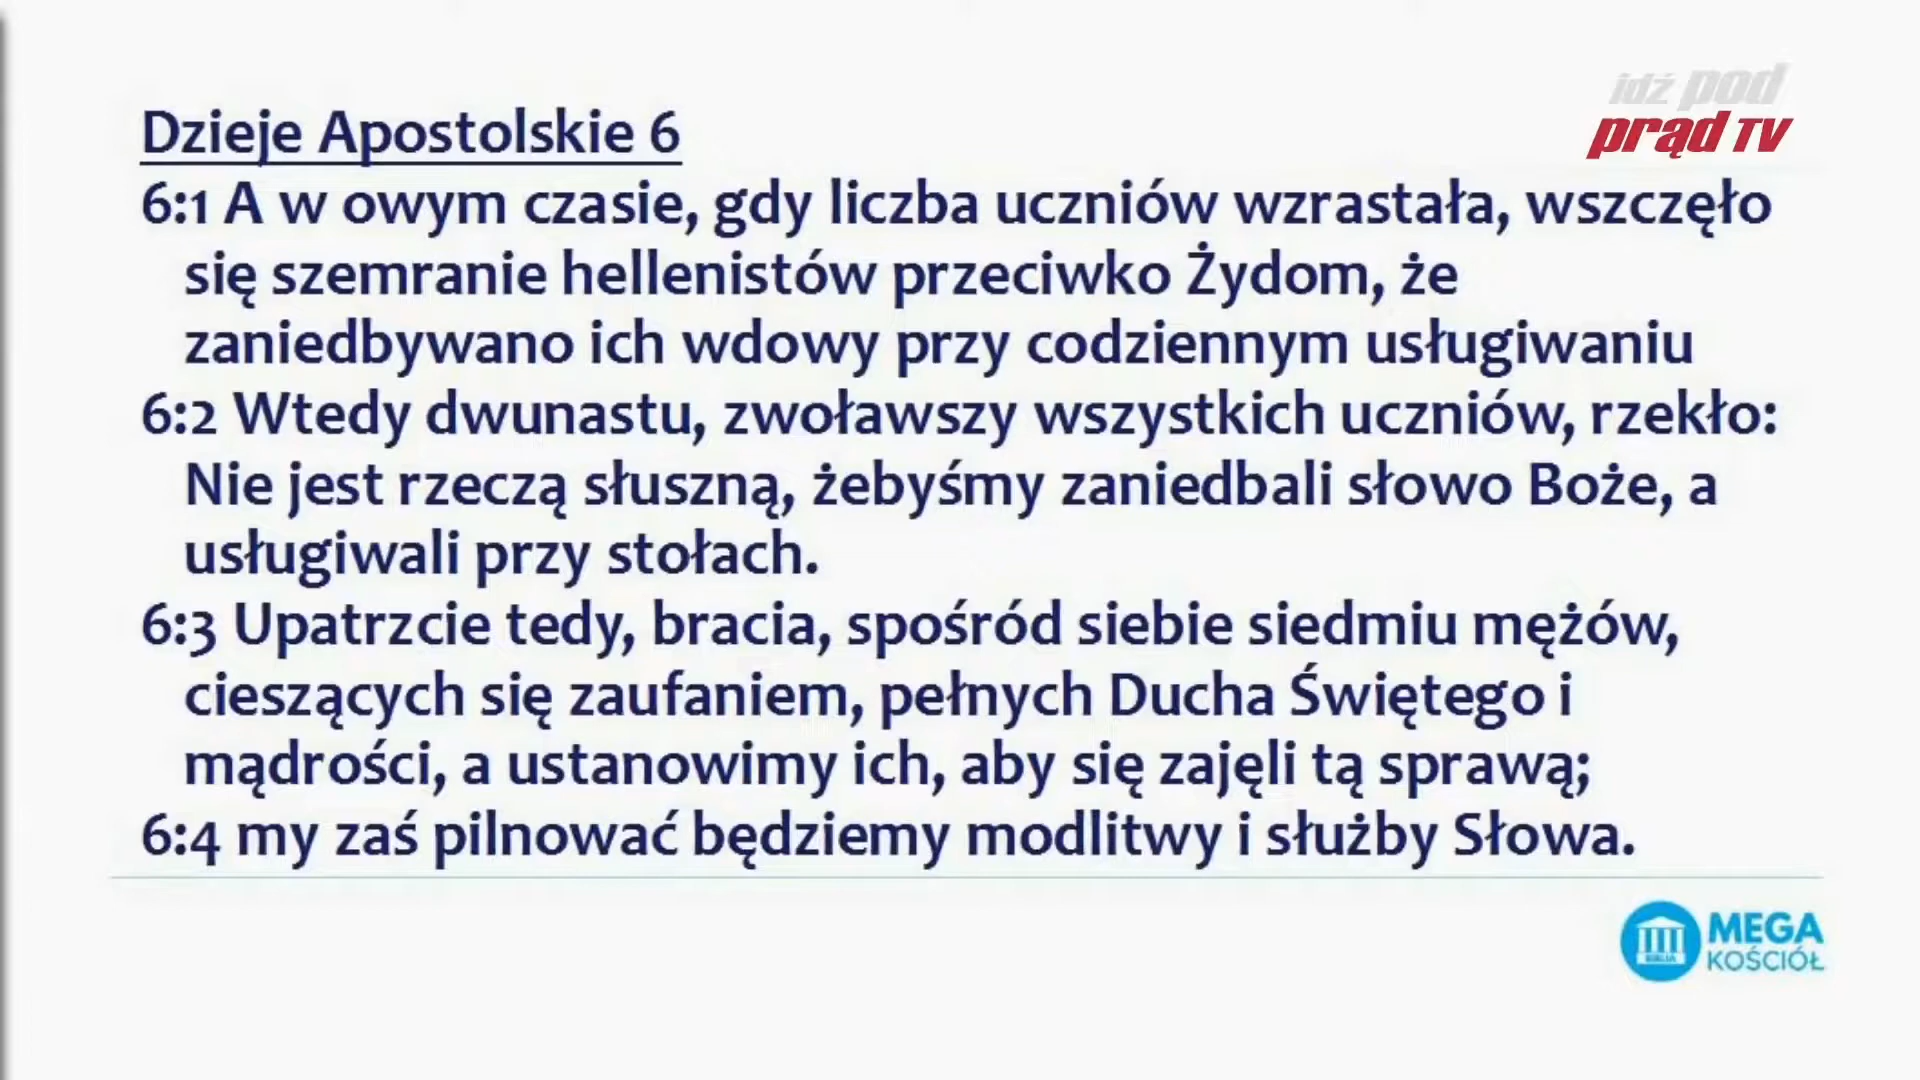 idź pod
prąd TV
Dzieje Apostolskie 6
6:1 A w owym czasie, gdy liczba uczniów wzrastała, wszczęło
się szemranie hellenistów przeciwko Żydom, że
zaniedbywano ich wdowy przy codziennym usługiwaniu
6:2 Wtedy dwunastu, zwoławszy wszystkich uczniów, rzekło:
Nie jest rzeczą słuszną, żebyśmy zaniedbali słowo Boże, a
usługiwali przy stołach.
6:3 Upatrzcie tedy, bracia, spośród siebie siedmiu mężów,
cieszących się zaufaniem, pełnych Ducha Świętego i
mądrości, a ustanowimy ich, aby się zajęli tą sprawą;
6:4 my zaś pilnować będziemy modlitwy i służby Słowa.
BIBLIA
MEGA
KOŚCIÓŁ